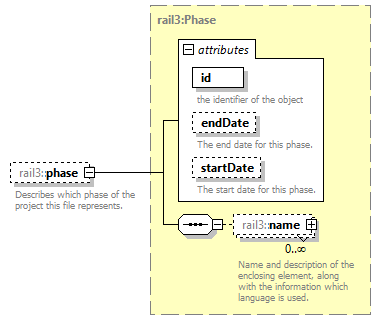 rail3:Phase
attributes
id
the identifier of the object
endDate
The end date for this phase.
startDate
The start date for this phase.
rail3::phase
Describes which phase of the
project this file represents.
rail3::name
0..∞
Name and description of the
enclosing element, along
with the information which
language is used.